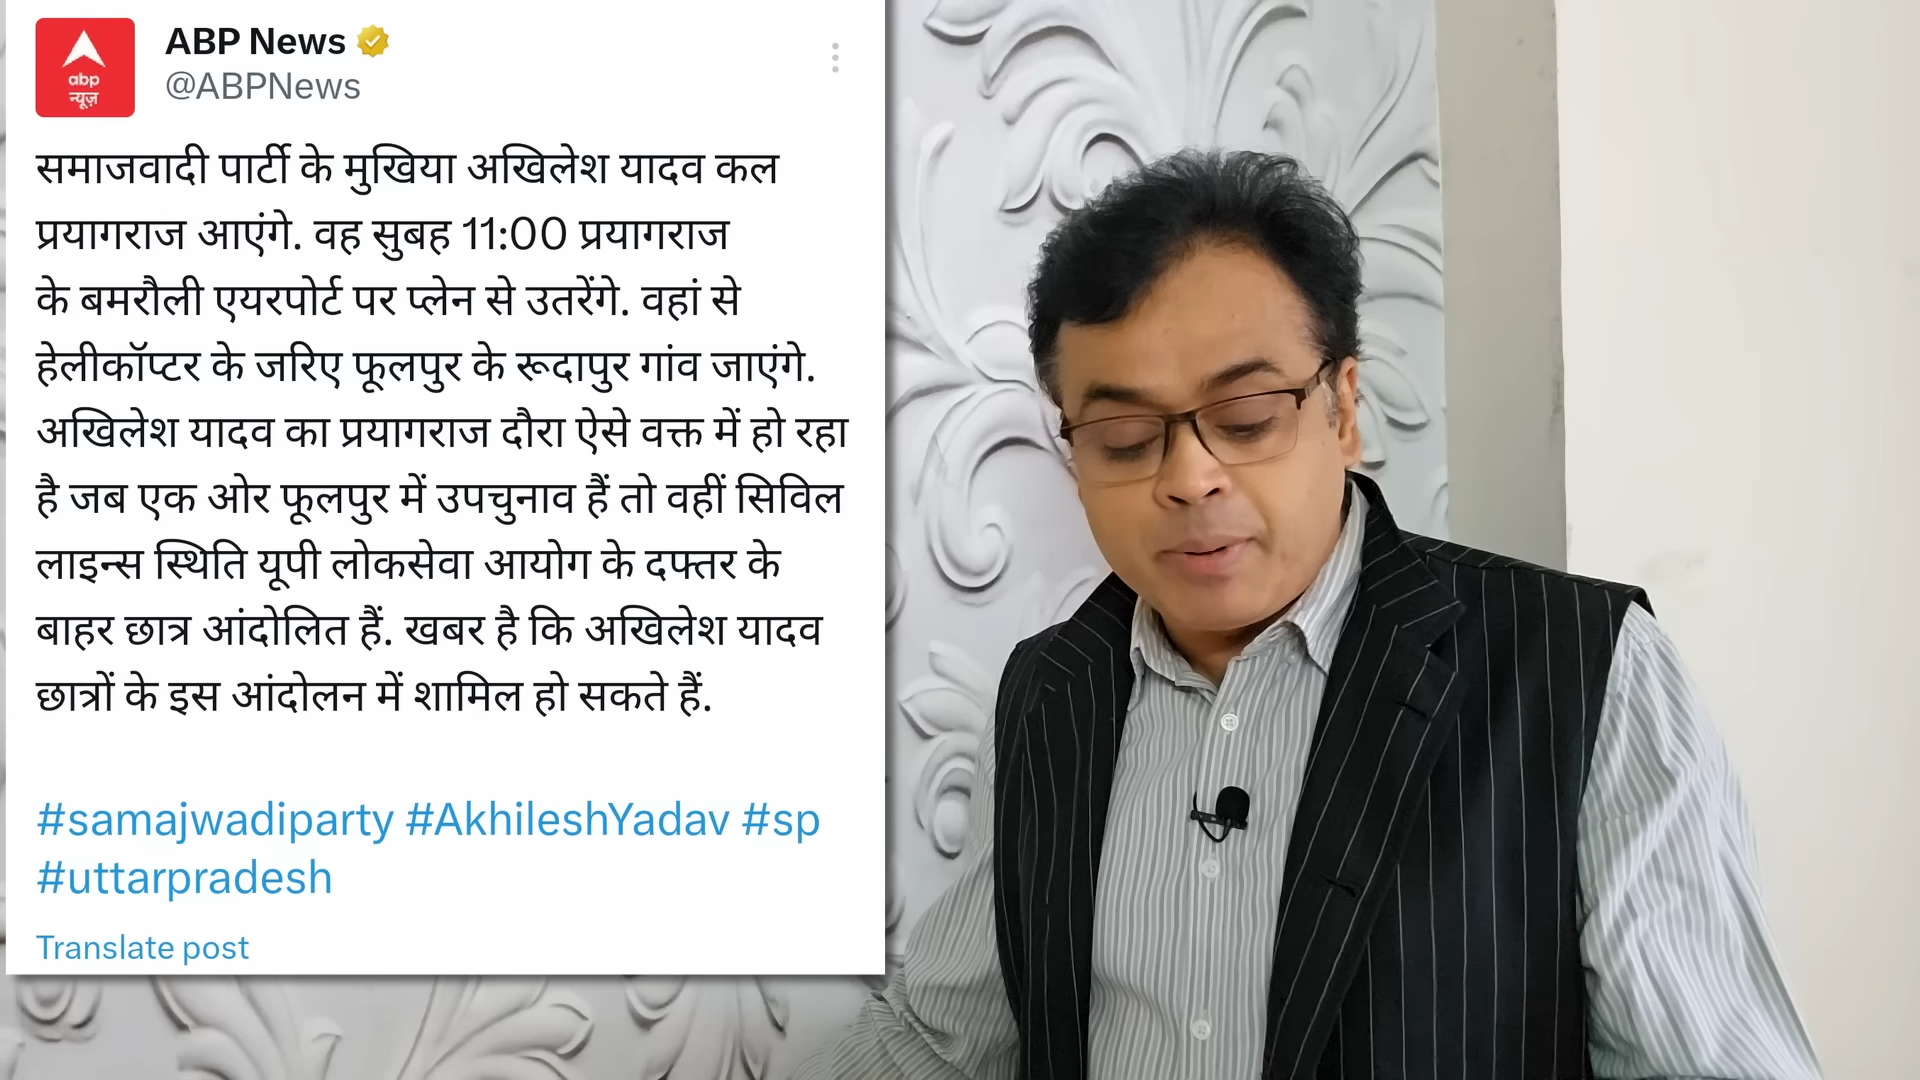 ABP News
@ABPNews
abp
न्यूज़
समाजवादी पार्टी के मुखिया अखिलेश यादव कल
प्रयागराज आएंगे. वह सुबह 11:00 प्रयागराज
के बमरौली एयरपोर्ट पर प्लेन से उतरेंगे. वहां से
हेलीकॉप्टर के जरिए फूलपुर के रूदापुर गांव जाएंगे.
अखिलेश यादव का प्रयागराज दौरा ऐसे वक्त में हो रहा
है जब एक ओर फूलपुर में उपचुनाव हैं तो वहीं सिविल
लाइन्स स्थिति यूपी लोकसेवा आयोग के दफ्तर के
बाहर छात्र आंदोलित हैं. खबर है कि अखिलेश यादव
छात्रों के इस आंदोलन में शामिल हो सकते हैं.
#samajwadiparty #AkhileshYadav #sp
#uttarpradesh
Translate post